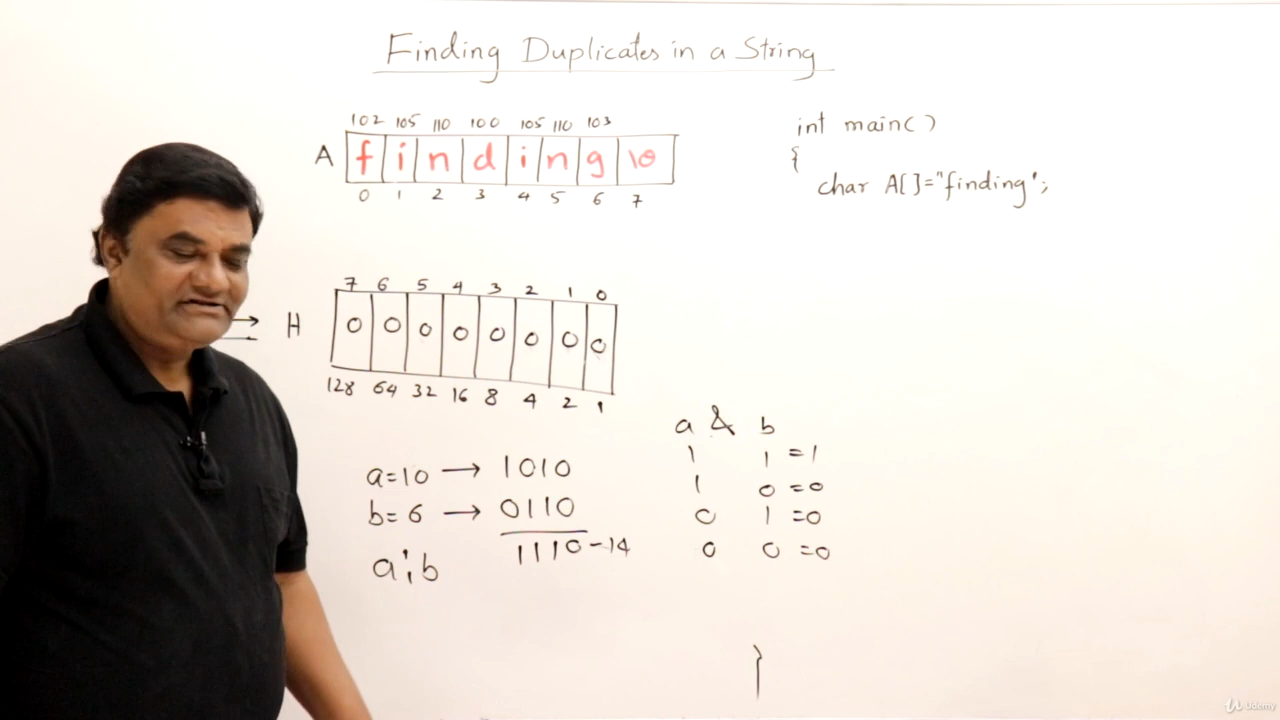 Finding Duplicates in a String
102 105 110 100 105 110 103
A f i n d i n g \0
0 1 2 3 4 5 6 7
int main()
{
char A[]="finding";
7 6 5 4 3 2 1 0
→ H 0 0 0 0 0 0 0 0
128 64 32 16 8 4 2 1
a=10 → 1010
b=6 → 0110
1110-14
a¦b
a & b
1 1 =1
1 0 =0
0 1 =0
0 0 =0
}
Udemy